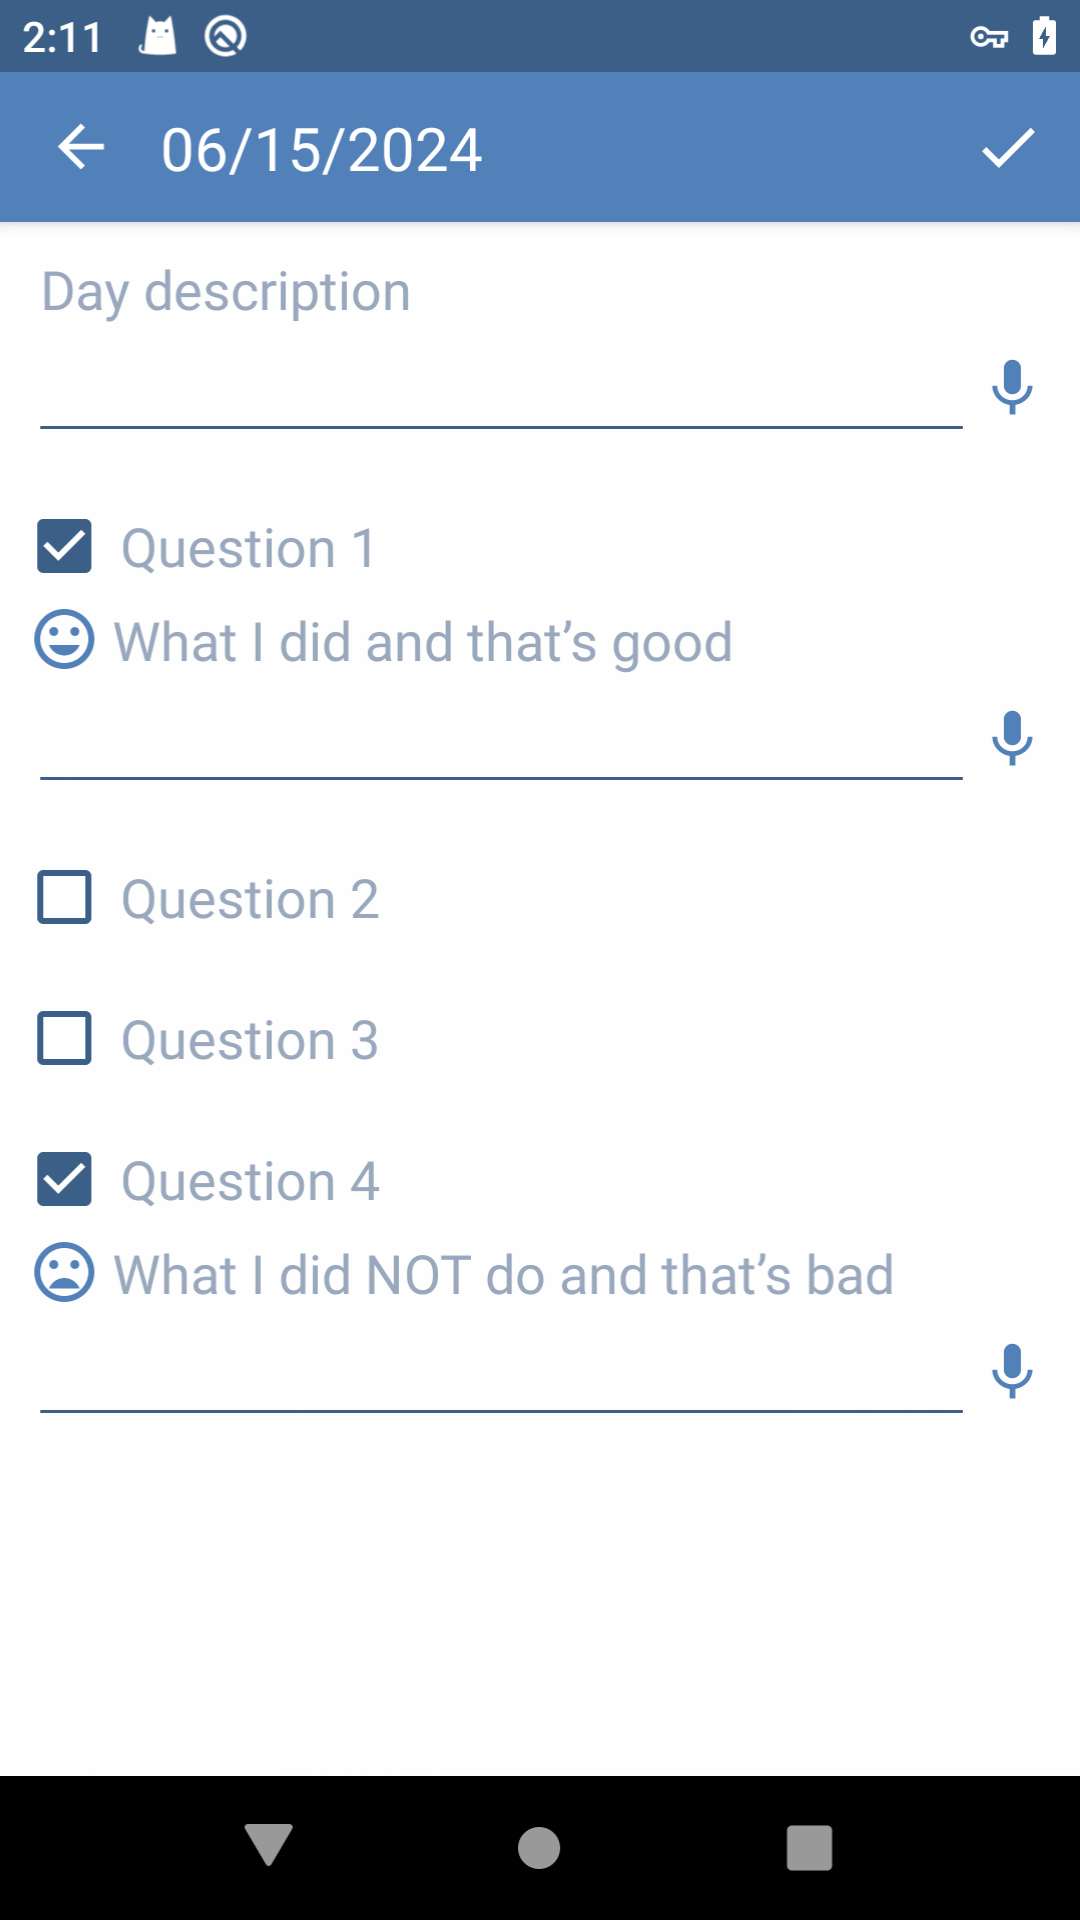 2:11
06/15/2024
Day description
Question 1
What I did and that’s good
Question 2
Question 3
Question 4
What I did NOT do and that’s bad